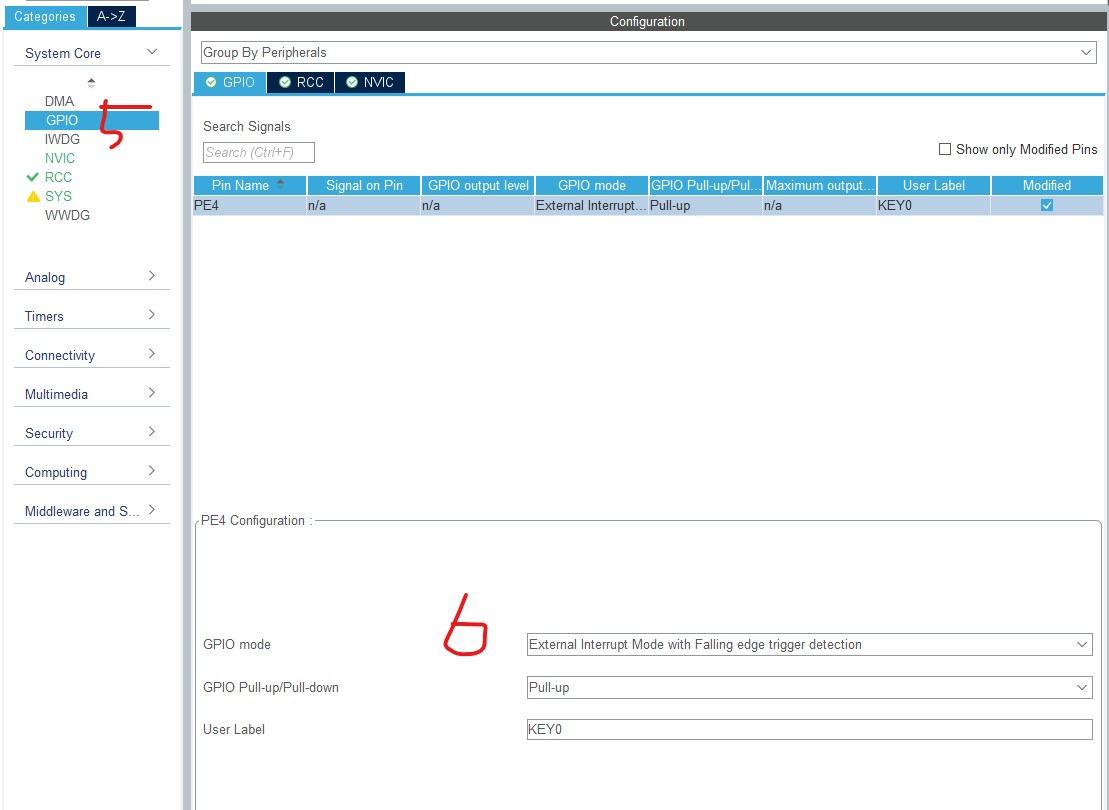 Categories A->Z
System Core
DMA
GPIO
IWDG
NVIC
RCC
SYS
WWDG
Analog
Timers
Connectivity
Multimedia
Security
Computing
Middleware and S...
5
Configuration
Group By Peripherals
GPIO RCC NVIC
Search Signals
Search (Ctrl+F)
Show only Modified Pins
Pin Name Signal on Pin GPIO output level GPIO mode GPIO Pull-up/Pul... Maximum output... User Label Modified
PE4 n/a n/a External Interrupt... Pull-up n/a KEY0
PE4 Configuration :
6
GPIO mode External Interrupt Mode with Falling edge trigger detection
GPIO Pull-up/Pull-down Pull-up
User Label KEY0